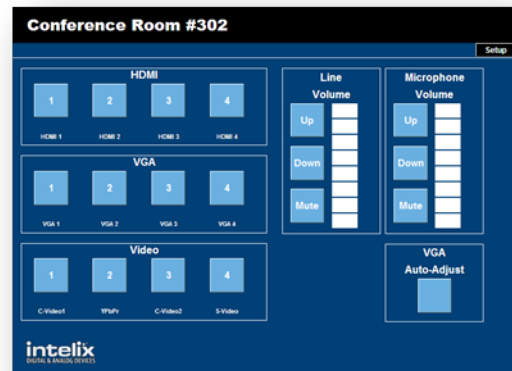 Conference Room #302
Setup
HDMI
1 2 3 4
HDMI 1 HDMI 2 HDMI 3 HDMI 4
VGA
1 2 3 4
VGA 1 VGA 2 VGA 3 VGA 4
Video
1 2 3 4
C-Video1 YPbPr C-Video2 S-Video
Line
Volume
Up
Down
Mute
Microphone
Volume
Up
Down
Mute
VGA
Auto-Adjust
intelix
DIGITAL & ANALOG DEVICES